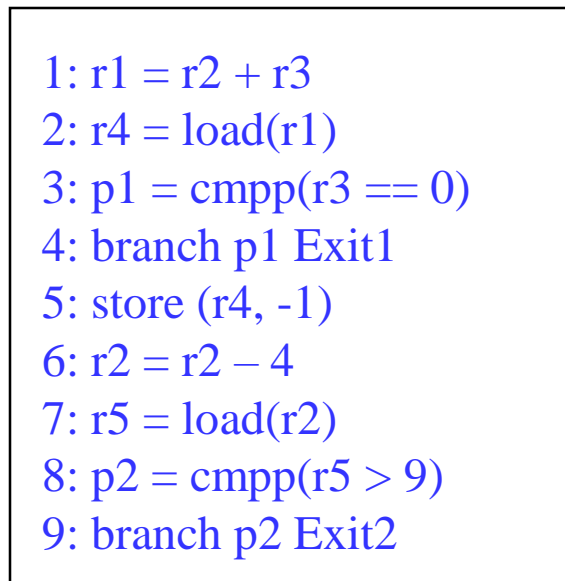 1: r1 = r2 + r3
2: r4 = load(r1)
3: p1 = cmpp(r3 == 0)
4: branch p1 Exit1
5: store (r4, -1)
6: r2 = r2 – 4
7: r5 = load(r2)
8: p2 = cmpp(r5 > 9)
9: branch p2 Exit2